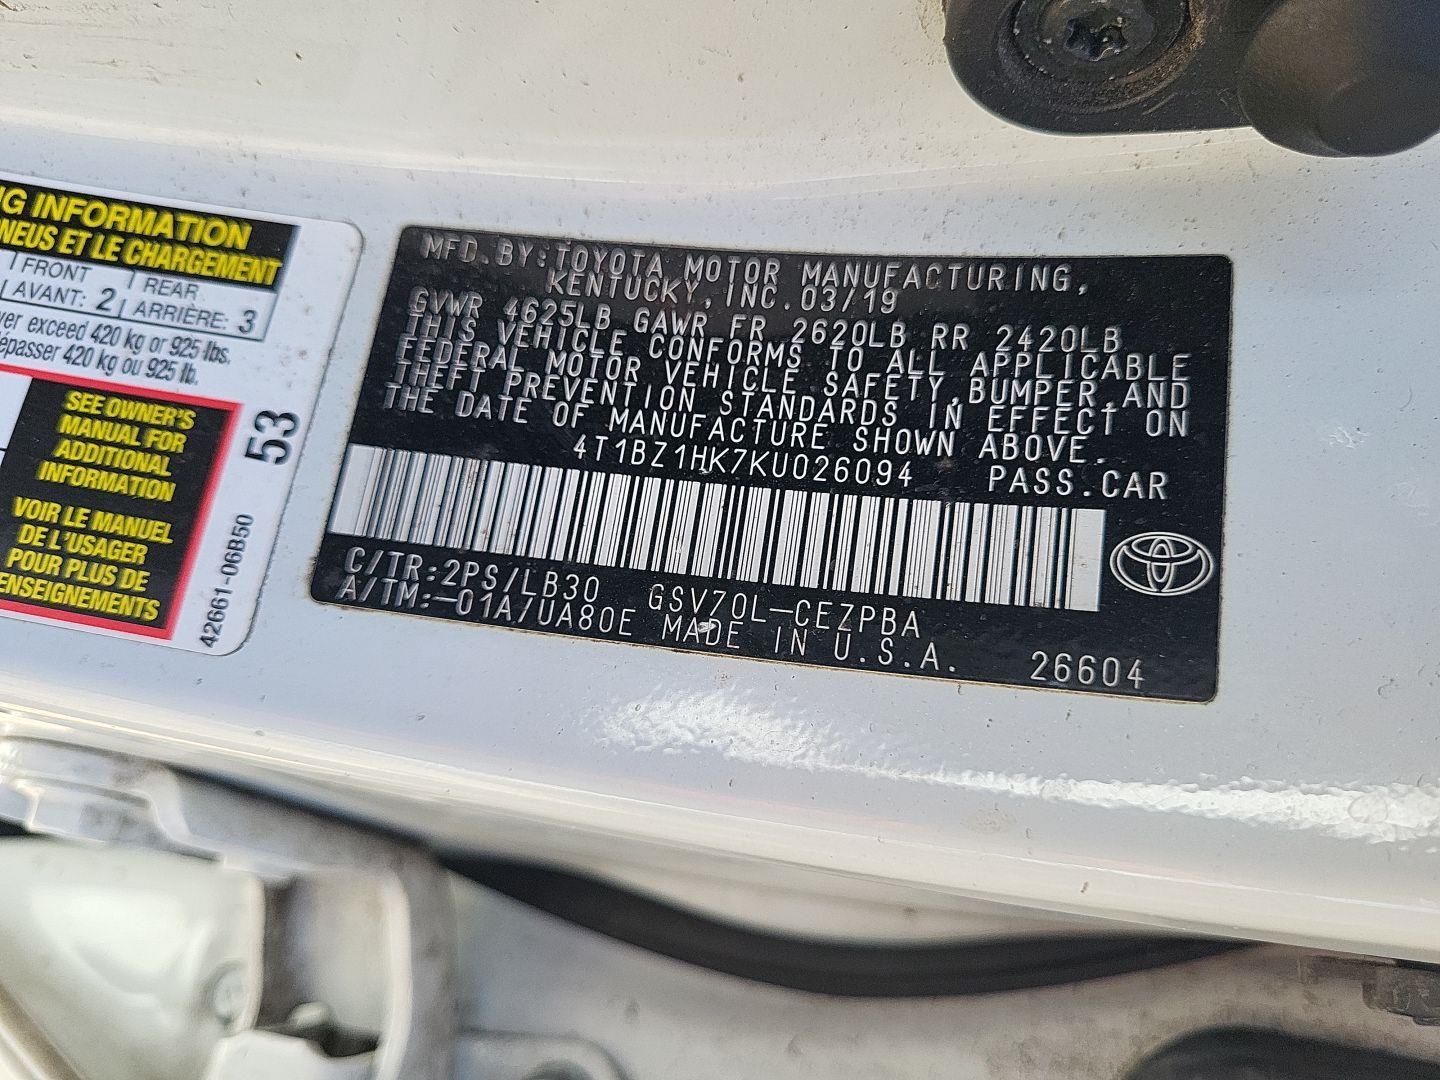 NG INFORMATION
NEUS ET LE CHARGEMENT
FRONT REAR
AVANT: 2 ARRIÈRE: 3
ver exceed 420 kg or 925 lbs.
épasser 420 kg ou 925 lb.
SEE OWNER'S
MANUAL FOR
ADDITIONAL
INFORMATION
VOIR LE MANUEL
DE L'USAGER
POUR PLUS DE
ENSEIGNEMENTS
53
42661-06B50
MFD. BY: TOYOTA MOTOR MANUFACTURING,
KENTUCKY, INC. 03/19
GVWR 4625LB GAWR FR 2620LB RR 2420LB
THIS VEHICLE CONFORMS TO ALL APPLICABLE
FEDERAL MOTOR VEHICLE SAFETY, BUMPER, AND
THEFT PREVENTION STANDARDS IN EFFECT ON
THE DATE OF MANUFACTURE SHOWN ABOVE.
4T1BZ1HK7KU026094 PASS.CAR
C/TR:2PS/LB30 GSV70L-CEZPBA
A/TM:-01A/UA80E MADE IN U.S.A. 26604